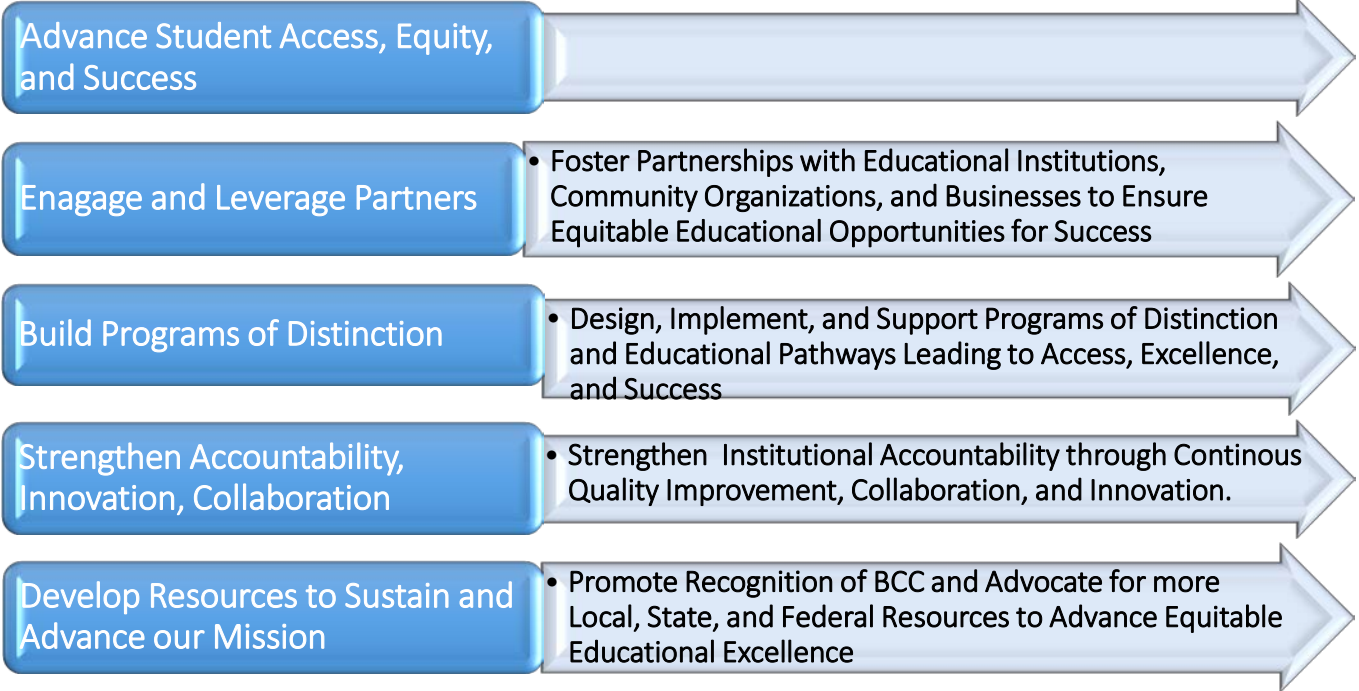 Advance Student Access, Equity,
and Success
Enagage and Leverage Partners
• Foster Partnerships with Educational Institutions,
Community Organizations, and Businesses to Ensure
Equitable Educational Opportunities for Success
Build Programs of Distinction
• Design, Implement, and Support Programs of Distinction
and Educational Pathways Leading to Access, Excellence,
and Success
Strengthen Accountability,
Innovation, Collaboration
• Strengthen  Institutional Accountability through Continous
Quality Improvement, Collaboration, and Innovation.
Develop Resources to Sustain and
Advance our Mission
• Promote Recognition of BCC and Advocate for more
Local, State, and Federal Resources to Advance Equitable
Educational Excellence